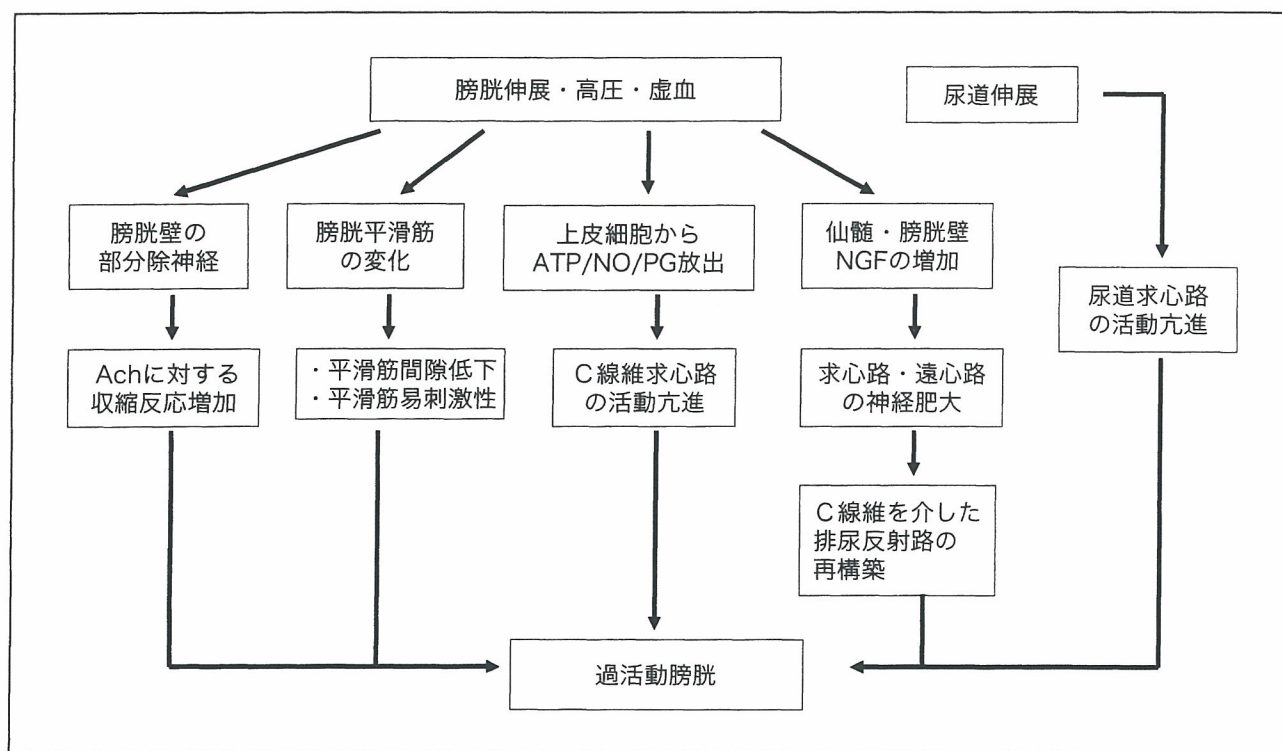 膀胱伸展・高圧・虚血
尿道伸展
膀胱壁の
部分除神経
膀胱平滑筋
の変化
上皮細胞から
ATP/NO/PG放出
仙髄・膀胱壁
NGFの増加
尿道求心路
の活動亢進
Achに対する
収縮反応増加
・平滑筋間隙低下
・平滑筋易刺激性
C線維求心路
の活動亢進
求心路・遠心路
の神経肥大
C線維を介した
排尿反射路の
再構築
過活動膀胱